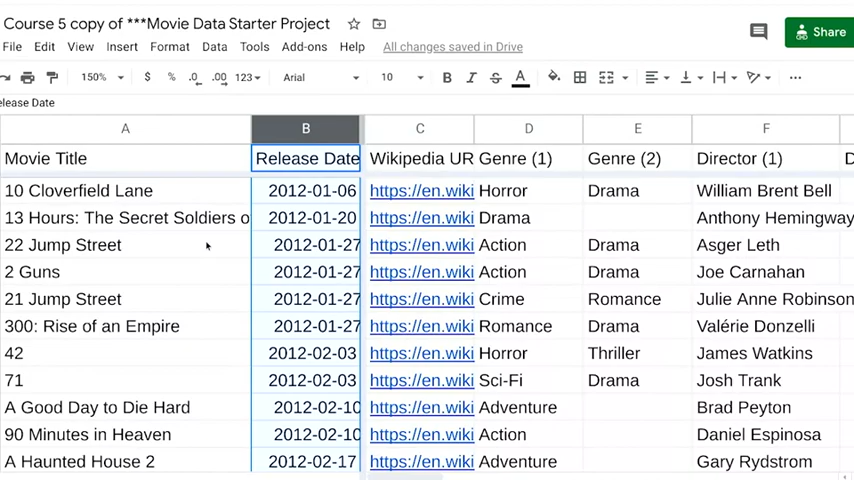 Course 5 copy of ***Movie Data Starter Project
Share
File Edit View Insert Format Data Tools Add-ons Help All changes saved in Drive
150% $ % .0 .00 123 Arial 10 B I S A
elease Date
A B C D E F
Movie Title Release Date Wikipedia UR Genre (1) Genre (2) Director (1) D
10 Cloverfield Lane 2012-01-06 https://en.wiki Horror Drama William Brent Bell
13 Hours: The Secret Soldiers o 2012-01-20 https://en.wiki Drama Anthony Hemingway
22 Jump Street 2012-01-27 https://en.wiki Action Drama Asger Leth
2 Guns 2012-01-27 https://en.wiki Action Drama Joe Carnahan
21 Jump Street 2012-01-27 https://en.wiki Crime Romance Julie Anne Robinson
300: Rise of an Empire 2012-01-27 https://en.wiki Romance Drama Valérie Donzelli
42 2012-02-03 https://en.wiki Horror Thriller James Watkins
71 2012-02-03 https://en.wiki Sci-Fi Drama Josh Trank
A Good Day to Die Hard 2012-02-10 https://en.wiki Adventure Brad Peyton
90 Minutes in Heaven 2012-02-10 https://en.wiki Action Daniel Espinosa
A Haunted House 2 2012-02-17 https://en.wiki Adventure Gary Rydstrom